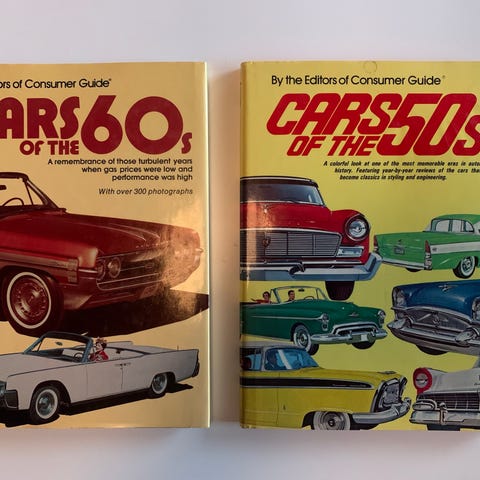 ors of Consumer Guide®
ARS
OF THE 60s
A remembrance of those turbulent years
when gas prices were low and
performance was high
With over 300 photographs
By the Editors of Consumer Guide®
CARS
OF THE 50s
A colorful look at one of the most memorable eras in auto
history. Featuring year-by-year reviews of the cars tha
become classics in styling and engineering.